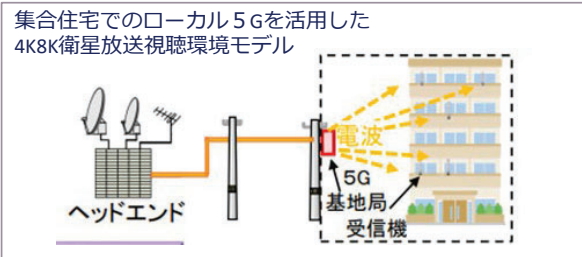 集合住宅でのローカル５Gを活用した
4K8K衛星放送視聴環境モデル
電波
5G
基地局
受信機
ヘッドエンド